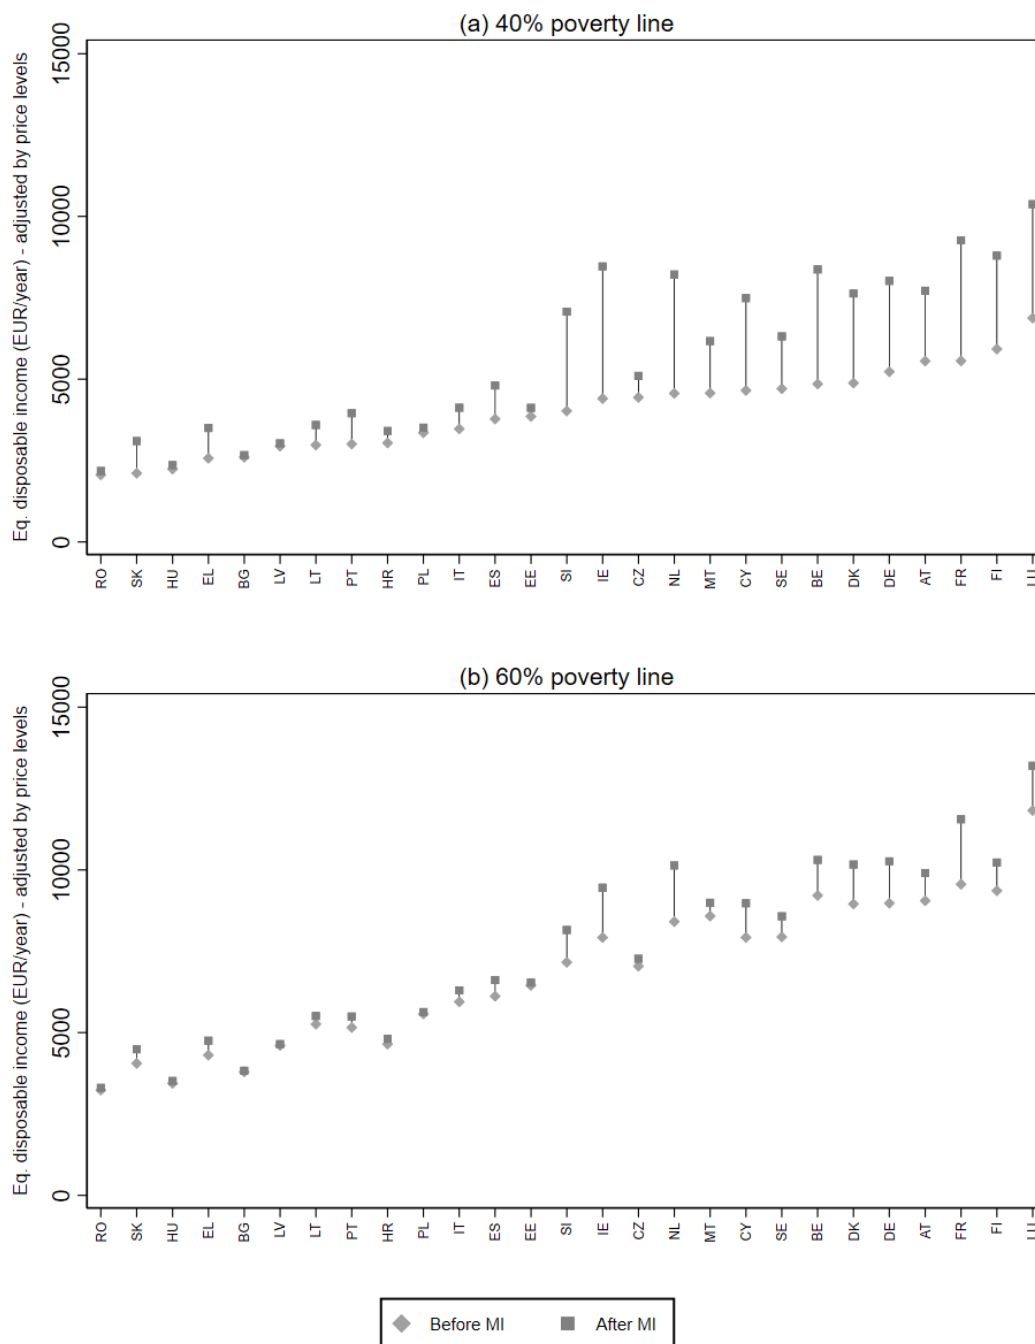 (a) 40% poverty line
Eq. disposable income (EUR/year) - adjusted by price levels
15000
10000
5000
0
RO SK HU EL BG LV LT PT HR PL IT ES EE SI IE CZ NL MT CY SE BE DK DE AT FR FI LU
(b) 60% poverty line
Eq. disposable income (EUR/year) - adjusted by price levels
15000
10000
5000
0
RO SK HU EL BG LV LT PT HR PL IT ES EE SI IE CZ NL MT CY SE BE DK DE AT FR FI LU
Before MI After MI